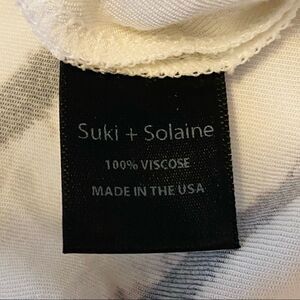 Suki + Solaine
100% VISCOSE
MADE IN THE USA